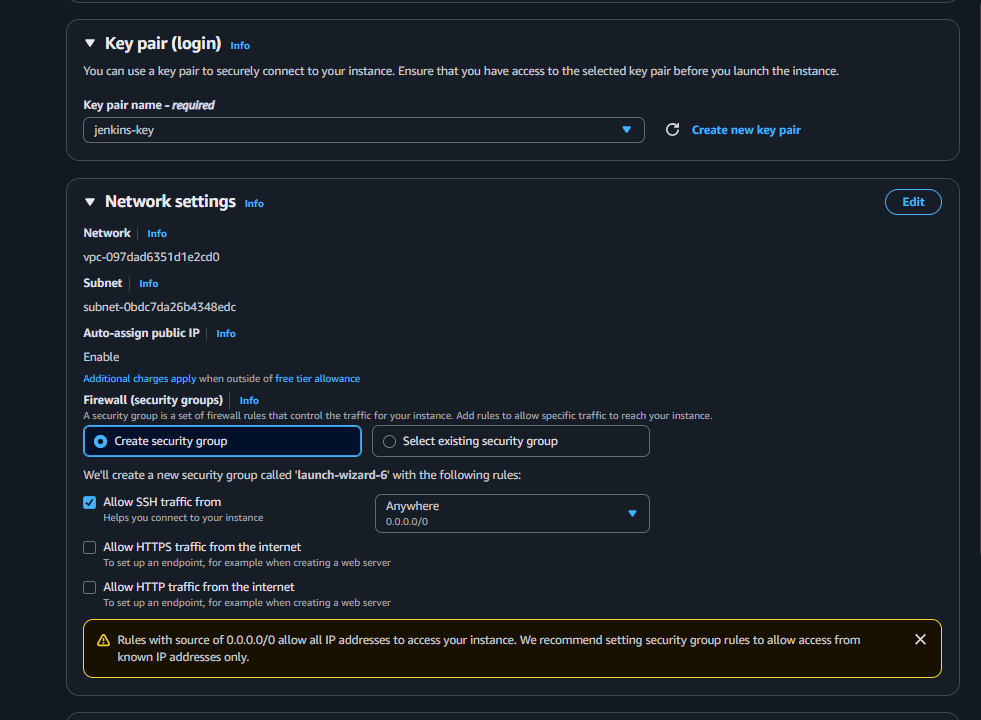 Key pair (login) Info
You can use a key pair to securely connect to your instance. Ensure that you have access to the selected key pair before you launch the instance.
Key pair name - required
jenkins-key
Create new key pair
Network settings Info
Edit
Network Info
vpc-097dad6351d1e2cd0
Subnet Info
subnet-0bdc7da26b4348edc
Auto-assign public IP Info
Enable
Additional charges apply when outside of free tier allowance
Firewall (security groups) Info
A security group is a set of firewall rules that control the traffic for your instance. Add rules to allow specific traffic to reach your instance.
Create security group
Select existing security group
We'll create a new security group called 'launch-wizard-6' with the following rules:
Allow SSH traffic from
Helps you connect to your instance
Anywhere
0.0.0.0/0
Allow HTTPS traffic from the internet
To set up an endpoint, for example when creating a web server
Allow HTTP traffic from the internet
To set up an endpoint, for example when creating a web server
Rules with source of 0.0.0.0/0 allow all IP addresses to access your instance. We recommend setting security group rules to allow access from
known IP addresses only.